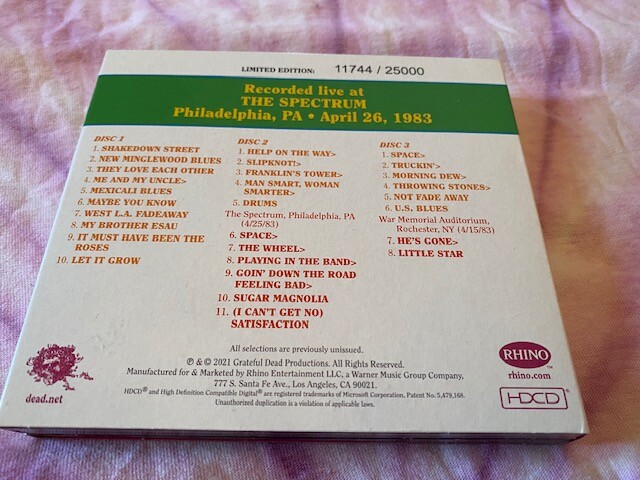 LIMITED EDITION: 11744 / 25000
Recorded live at
THE SPECTRUM
Philadelphia, PA • April 26, 1983
DISC 1
1. SHAKEDOWN STREET
2. NEW MINGLEWOOD BLUES
3. THEY LOVE EACH OTHER
4. ME AND MY UNCLE>
5. MEXICALI BLUES
6. MAYBE YOU KNOW
7. WEST L.A. FADEAWAY
8. MY BROTHER ESAU
9. IT MUST HAVE BEEN THE
ROSES
10. LET IT GROW
DISC 2
1. HELP ON THE WAY>
2. SLIPKNOT!>
3. FRANKLIN'S TOWER>
4. MAN SMART, WOMAN
SMARTER>
5. DRUMS
The Spectrum, Philadelphia, PA
(4/25/83)
6. SPACE>
7. THE WHEEL>
8. PLAYING IN THE BAND>
9. GOIN' DOWN THE ROAD
FEELING BAD>
10. SUGAR MAGNOLIA
11. (I CAN'T GET NO)
SATISFACTION
DISC 3
1. SPACE>
2. TRUCKIN'>
3. MORNING DEW>
4. THROWING STONES>
5. NOT FADE AWAY
6. U.S. BLUES
War Memorial Auditorium,
Rochester, NY (4/15/83)
7. HE'S GONE>
8. LITTLE STAR
All selections are previously unissued.
℗ & © 2021 Grateful Dead Productions. All Rights Reserved.
Manufactured for & Marketed by Rhino Entertainment LLC, a Warner Music Group Company,
777 S. Santa Fe Ave., Los Angeles, CA 90021.
HDCD® and High Definition Compatible Digital® are registered trademarks of Microsoft Corporation. Patent No. 5,479,168.
Unauthorized duplication is a violation of applicable laws.
dead.net
RHINO
rhino.com
HDCD®